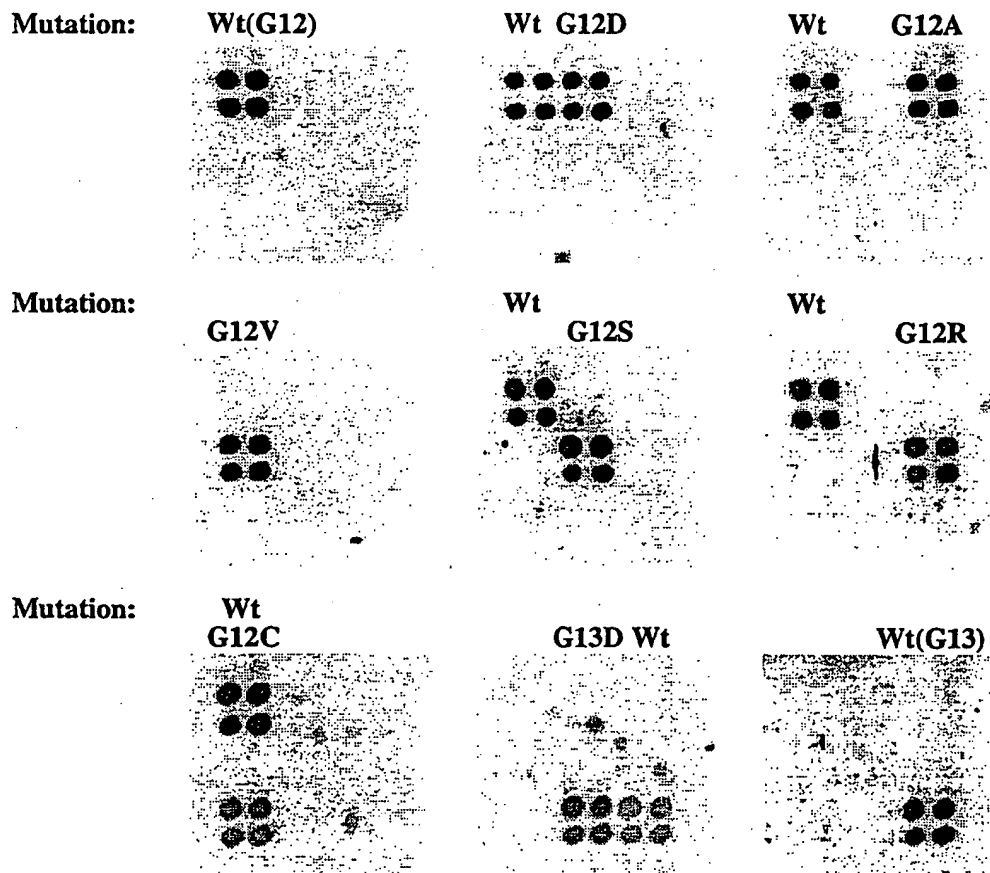 Mutation: Wt(G12) Wt G12D Wt G12A
Mutation: Wt Wt
G12V G12S G12R
Mutation: Wt
G12C G13D Wt Wt(G13)